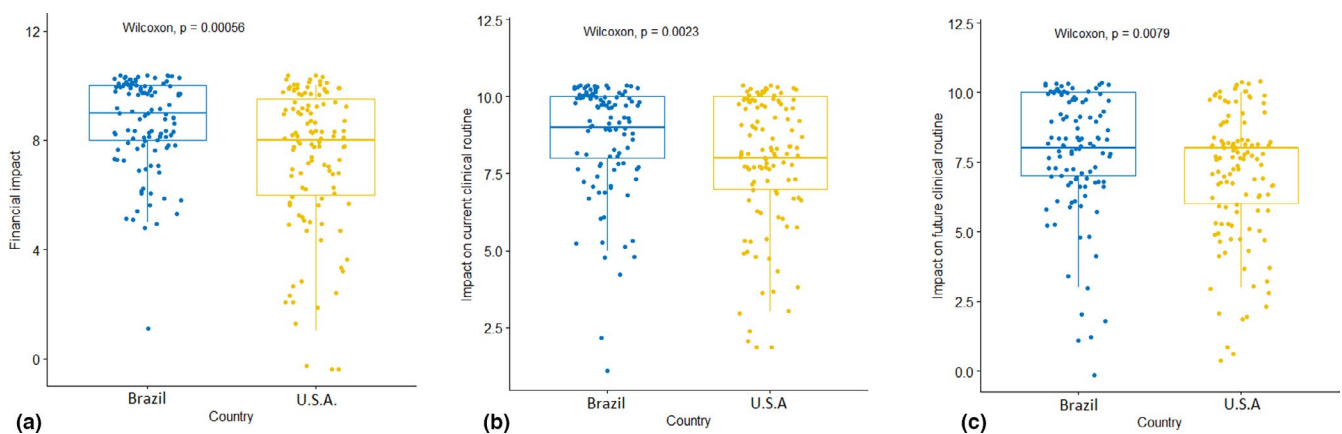 Wilcoxon, p = 0.00056
12
8
4
0
Financial impact
Brazil
U.S.A.
Country
(a)
Wilcoxon, p = 0.0023
12.5
10.0
7.5
5.0
2.5
Impact on current clinical routine
Brazil
U.S.A
Country
(b)
Wilcoxon, p = 0.0079
12.5
10.0
7.5
5.0
2.5
0.0
Impact on future clinical routine
Brazil
U.S.A
Country
(c)